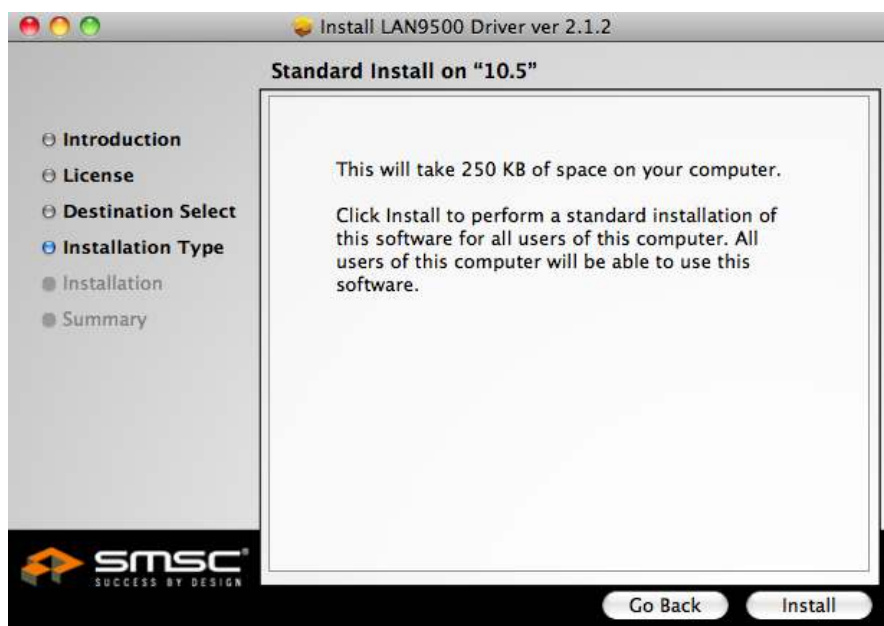 Install LAN9500 Driver ver 2.1.2
Standard Install on “10.5”
Introduction
License
Destination Select
Installation Type
Installation
Summary
This will take 250 KB of space on your computer.
Click Install to perform a standard installation of
this software for all users of this computer. All
users of this computer will be able to use this
software.
smsc
SUCCESS BY DESIGN
Go Back
Install